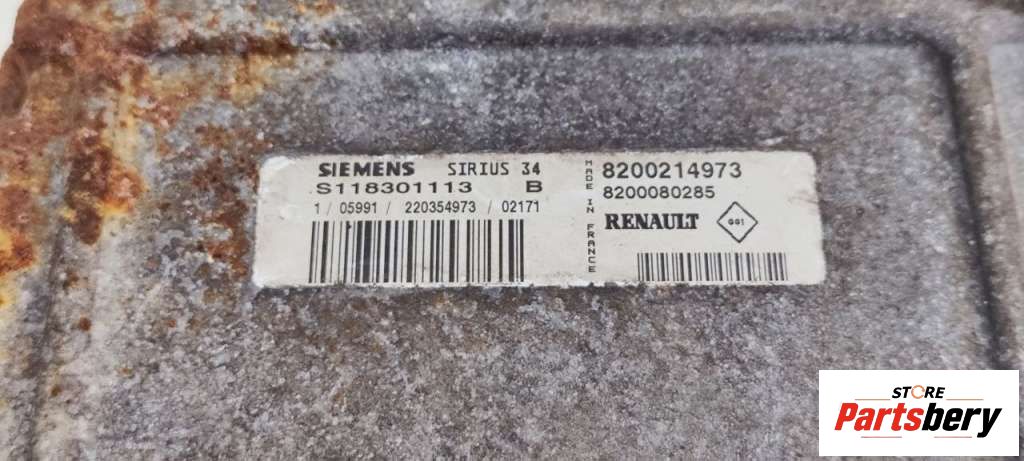 SIEMENS SIRIUS 34
S118301113 B
1 / 05991 / 220354973 / 02171
MADE IN FRANCE
8200214973
8200080285
RENAULT
STORE
Partsbery